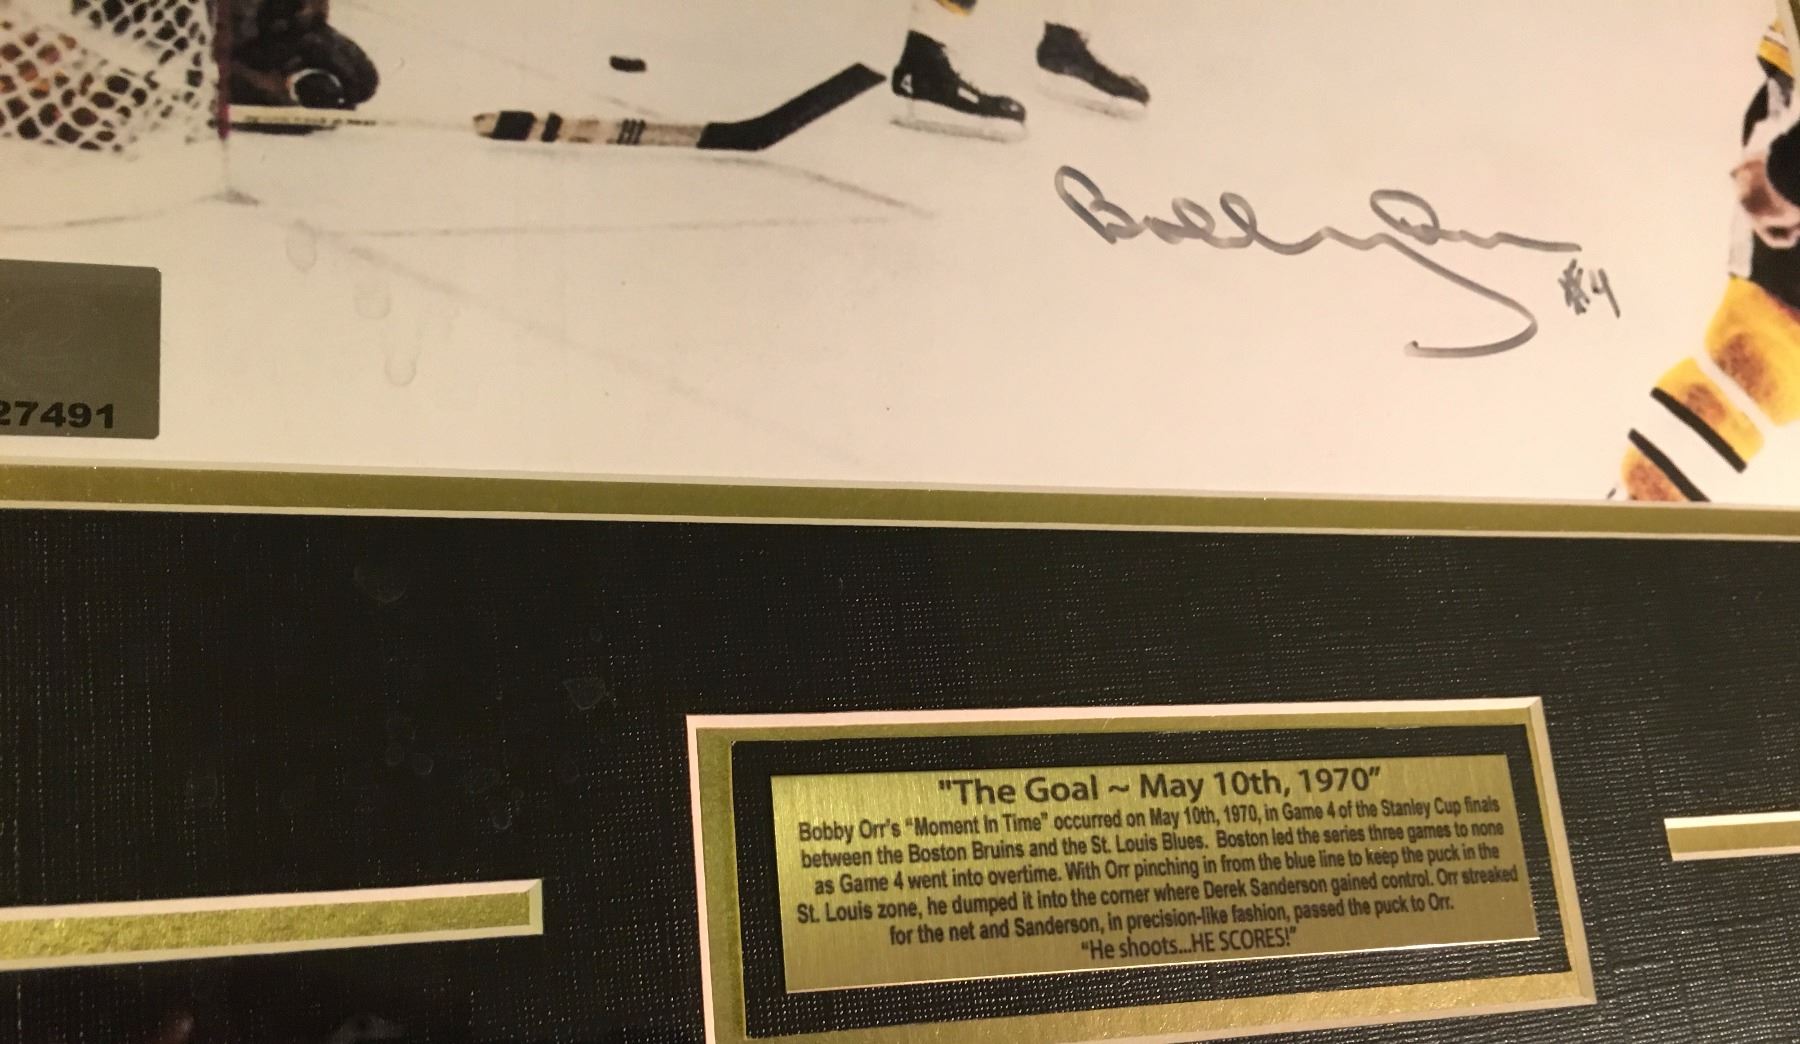 Bobby Orr
#4
27491
"The Goal ~ May 10th, 1970"
Bobby Orr's "Moment In Time" occurred on May 10th, 1970, in Game 4 of the Stanley Cup finals
between the Boston Bruins and the St. Louis Blues. Boston led the series three games to none
as Game 4 went into overtime. With Orr pinching in from the blue line to keep the puck in the
St. Louis zone, he dumped it into the corner where Derek Sanderson gained control. Orr streaked
for the net and Sanderson, in precision-like fashion, passed the puck to Orr.
"He shoots...HE SCORES!"